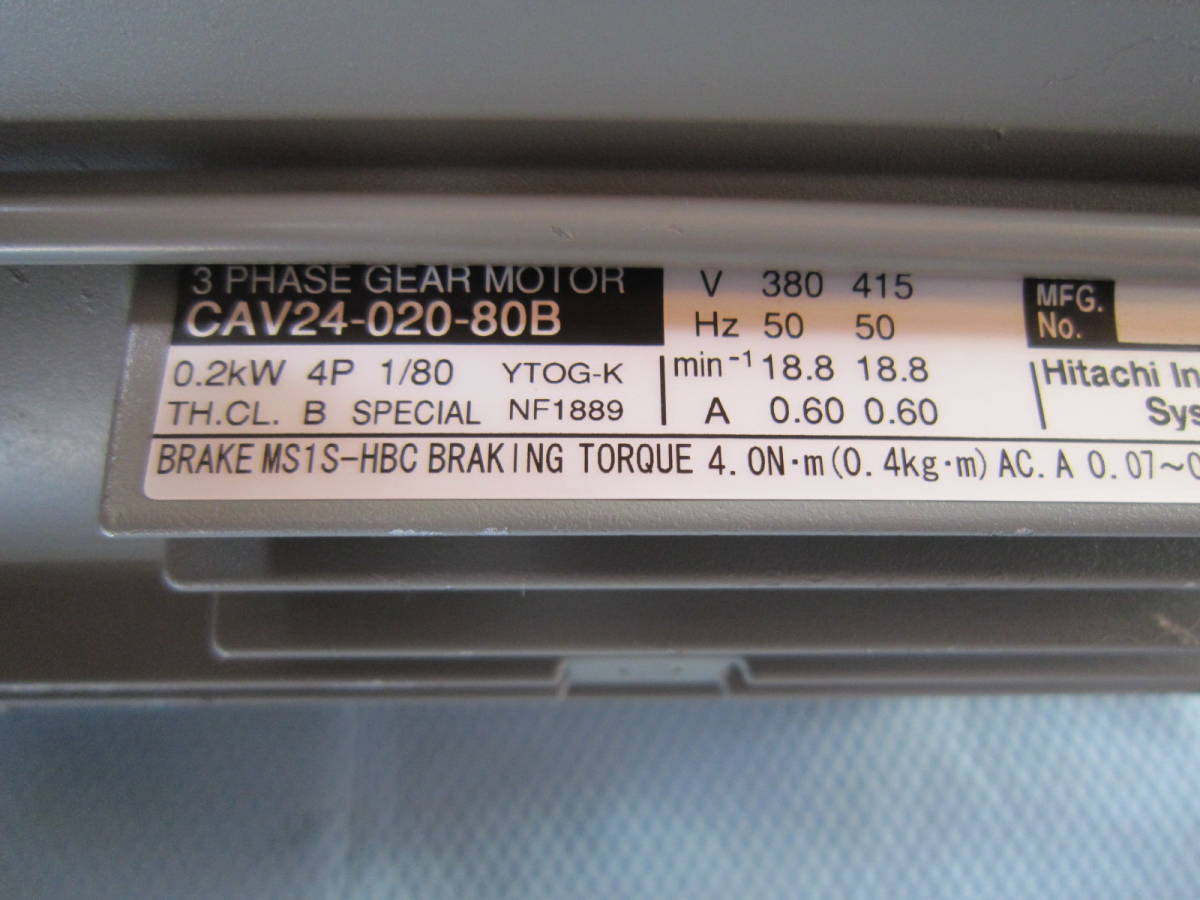 3 PHASE GEAR MOTOR
CAV24-020-80B
0.2kW 4P 1/80 YTOG-K
TH.CL. B SPECIAL NF1889
V 380 415
Hz 50 50
min⁻¹ 18.8 18.8
A 0.60 0.60
MFG.
No.
Hitachi In
Sys
BRAKE MS1S-HBC BRAKING TORQUE 4.0N·m(0.4kg·m) AC.A 0.07~0